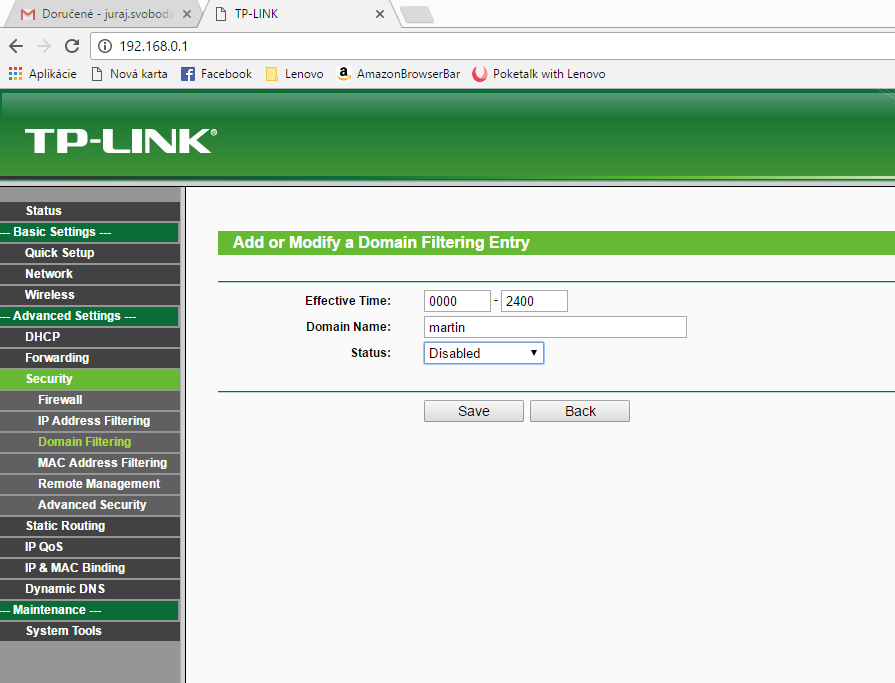 Doručené - juraj.svoboda
TP-LINK
192.168.0.1
Aplikácie Nová karta Facebook Lenovo AmazonBrowserBar Poketalk with Lenovo
TP-LINK®
Status
--- Basic Settings ---
Quick Setup
Network
Wireless
--- Advanced Settings ---
DHCP
Forwarding
Security
Firewall
IP Address Filtering
Domain Filtering
MAC Address Filtering
Remote Management
Advanced Security
Static Routing
IP QoS
IP & MAC Binding
Dynamic DNS
--- Maintenance ---
System Tools
Add or Modify a Domain Filtering Entry
Effective Time: 0000 - 2400
Domain Name: martin
Status: Disabled
Save Back